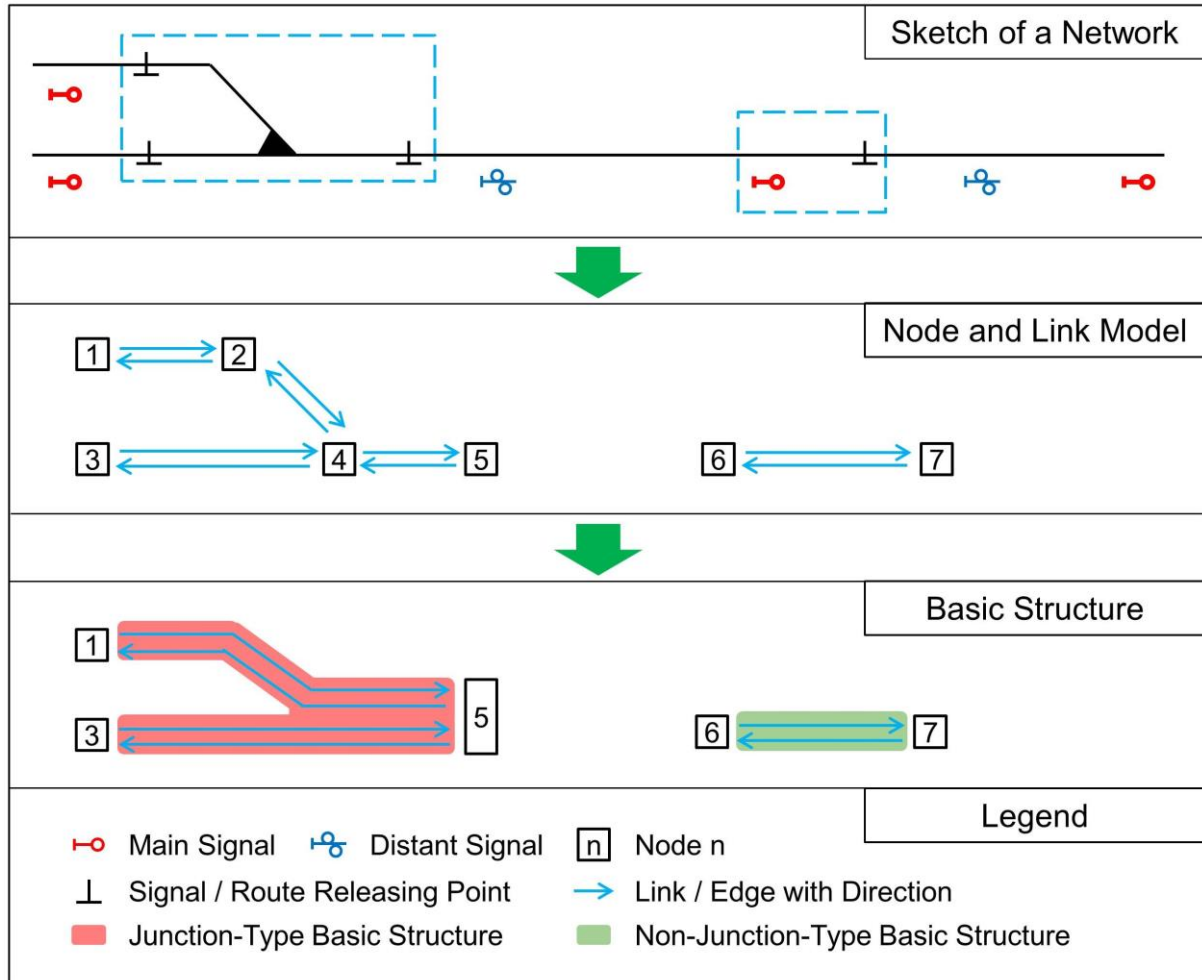 Sketch of a Network
Node and Link Model
1
2
3
4
5
6
7
Basic Structure
1
3
5
6
7
Legend
Main Signal
Distant Signal
n
Node n
Signal / Route Releasing Point
Link / Edge with Direction
Junction-Type Basic Structure
Non-Junction-Type Basic Structure